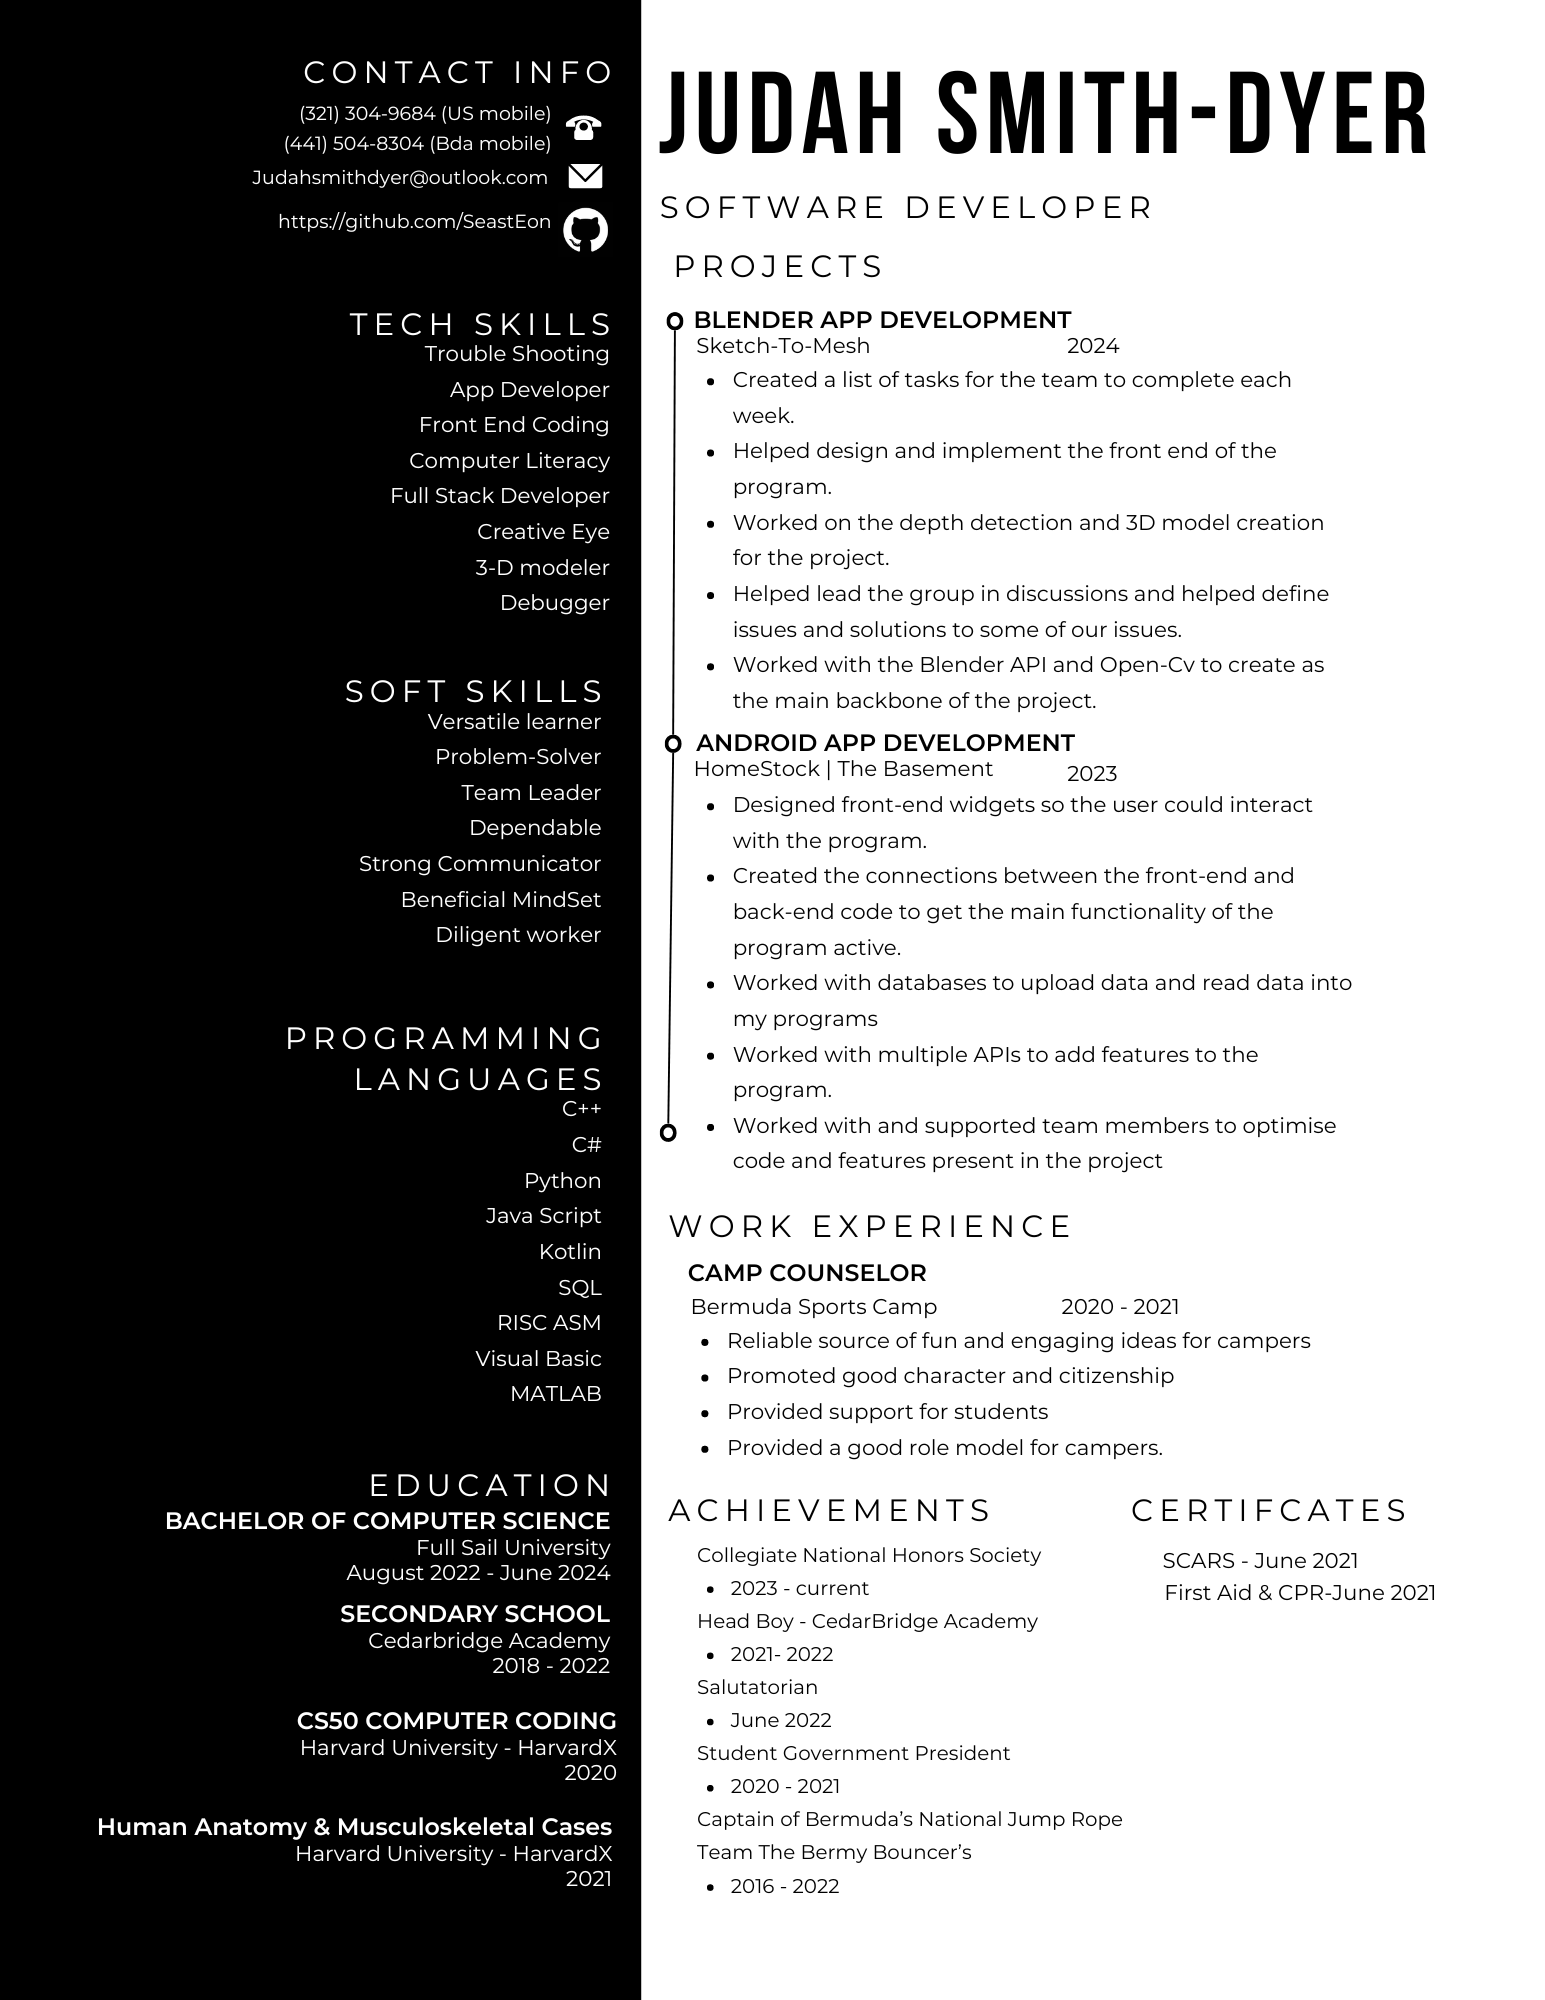 CONTACT INFO
(321) 304-9684 (US mobile)
(441) 504-8304 (Bda mobile)
Judahsmithdyer@outlook.com
https://github.com/SeastEon
TECH SKILLS
Trouble Shooting
App Developer
Front End Coding
Computer Literacy
Full Stack Developer
Creative Eye
3-D modeler
Debugger
SOFT SKILLS
Versatile learner
Problem-Solver
Team Leader
Dependable
Strong Communicator
Beneficial MindSet
Diligent worker
PROGRAMMING
LANGUAGES
C++
C#
Python
Java Script
Kotlin
SQL
RISC ASM
Visual Basic
MATLAB
EDUCATION
BACHELOR OF COMPUTER SCIENCE
Full Sail University
August 2022 - June 2024
SECONDARY SCHOOL
Cedarbridge Academy
2018 - 2022
CS50 COMPUTER CODING
Harvard University - HarvardX
2020
Human Anatomy & Musculoskeletal Cases
Harvard University - HarvardX
2021
JUDAH SMITH-DYER
SOFTWARE DEVELOPER
PROJECTS
BLENDER APP DEVELOPMENT
Sketch-To-Mesh 2024
• Created a list of tasks for the team to complete each
week.
• Helped design and implement the front end of the
program.
• Worked on the depth detection and 3D model creation
for the project.
• Helped lead the group in discussions and helped define
issues and solutions to some of our issues.
• Worked with the Blender API and Open-Cv to create as
the main backbone of the project.
ANDROID APP DEVELOPMENT
HomeStock | The Basement 2023
• Designed front-end widgets so the user could interact
with the program.
• Created the connections between the front-end and
back-end code to get the main functionality of the
program active.
• Worked with databases to upload data and read data into
my programs
• Worked with multiple APIs to add features to the
program.
• Worked with and supported team members to optimise
code and features present in the project
WORK EXPERIENCE
CAMP COUNSELOR
Bermuda Sports Camp 2020 - 2021
• Reliable source of fun and engaging ideas for campers
• Promoted good character and citizenship
• Provided support for students
• Provided a good role model for campers.
ACHIEVEMENTS
Collegiate National Honors Society
• 2023 - current
Head Boy - CedarBridge Academy
• 2021- 2022
Salutatorian
• June 2022
Student Government President
• 2020 - 2021
Captain of Bermuda's National Jump Rope
Team The Bermy Bouncer's
• 2016 - 2022
CERTIFCATES
SCARS - June 2021
First Aid & CPR-June 2021